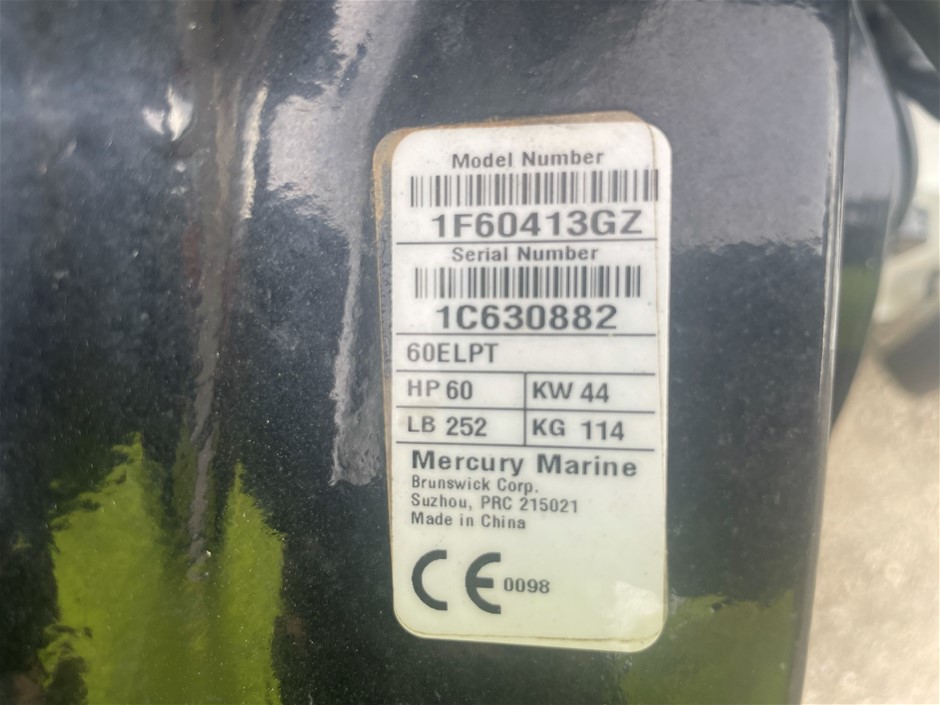 Model Number
1F60413GZ
Serial Number
1C630882
60ELPT
HP 60 KW 44
LB 252 KG 114
Mercury Marine
Brunswick Corp.
Suzhou, PRC 215021
Made in China
CE 0098